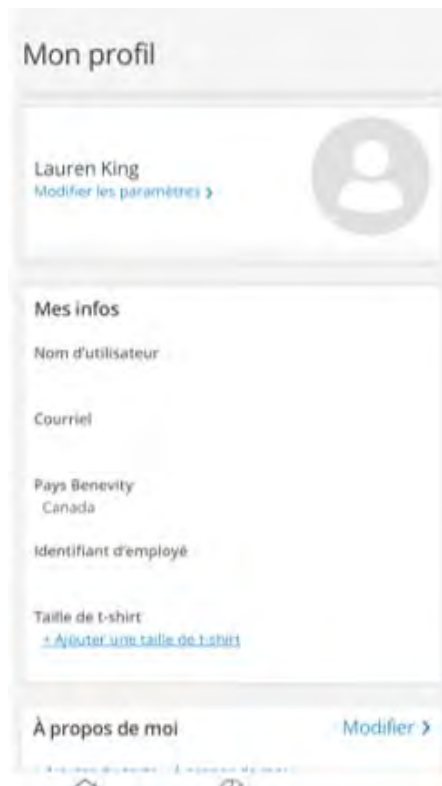 Mon profil
Lauren King
Modifier les paramètres ❯
Mes infos
Nom d'utilisateur
Courriel
Pays Benevity
Canada
Identifiant d'employé
Taille de t-shirt
+ Ajouter une taille de t-shirt
À propos de moi
Modifier ❯